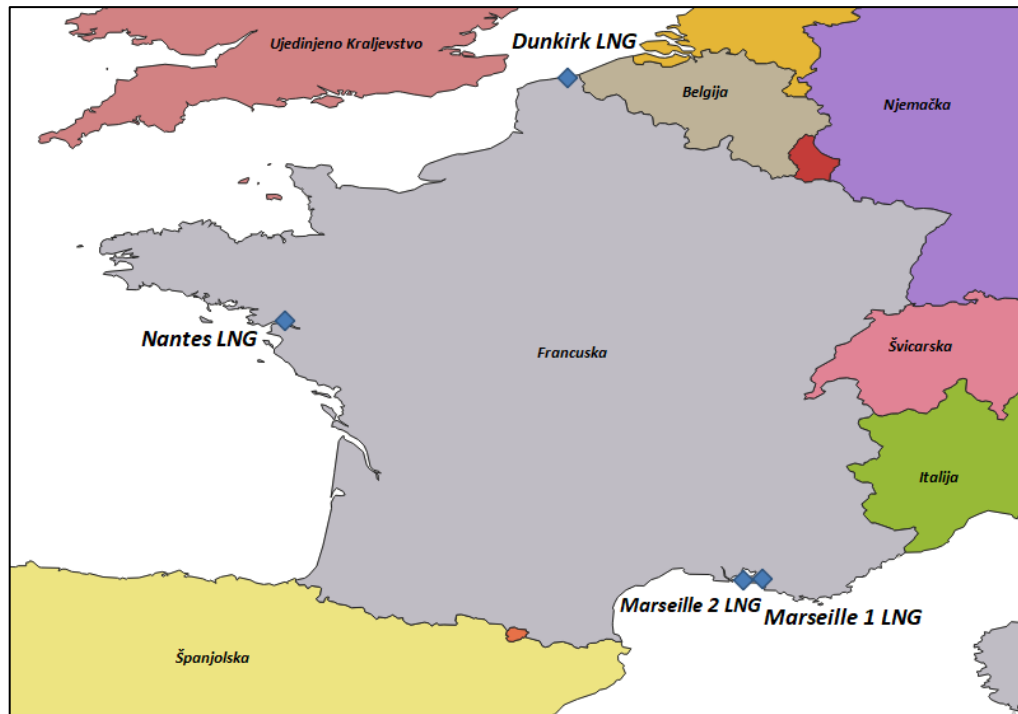 Ujedinjeno Kraljevstvo
Dunkirk LNG
Belgija
Njemačka
Nantes LNG
Francuska
Švicarska
Italija
Marseille 2 LNG
Marseille 1 LNG
Španjolska